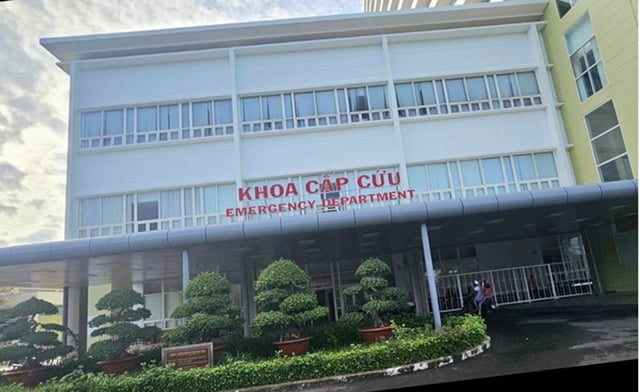 KHOA CẤP CỨU
EMERGENCY DEPARTMENT